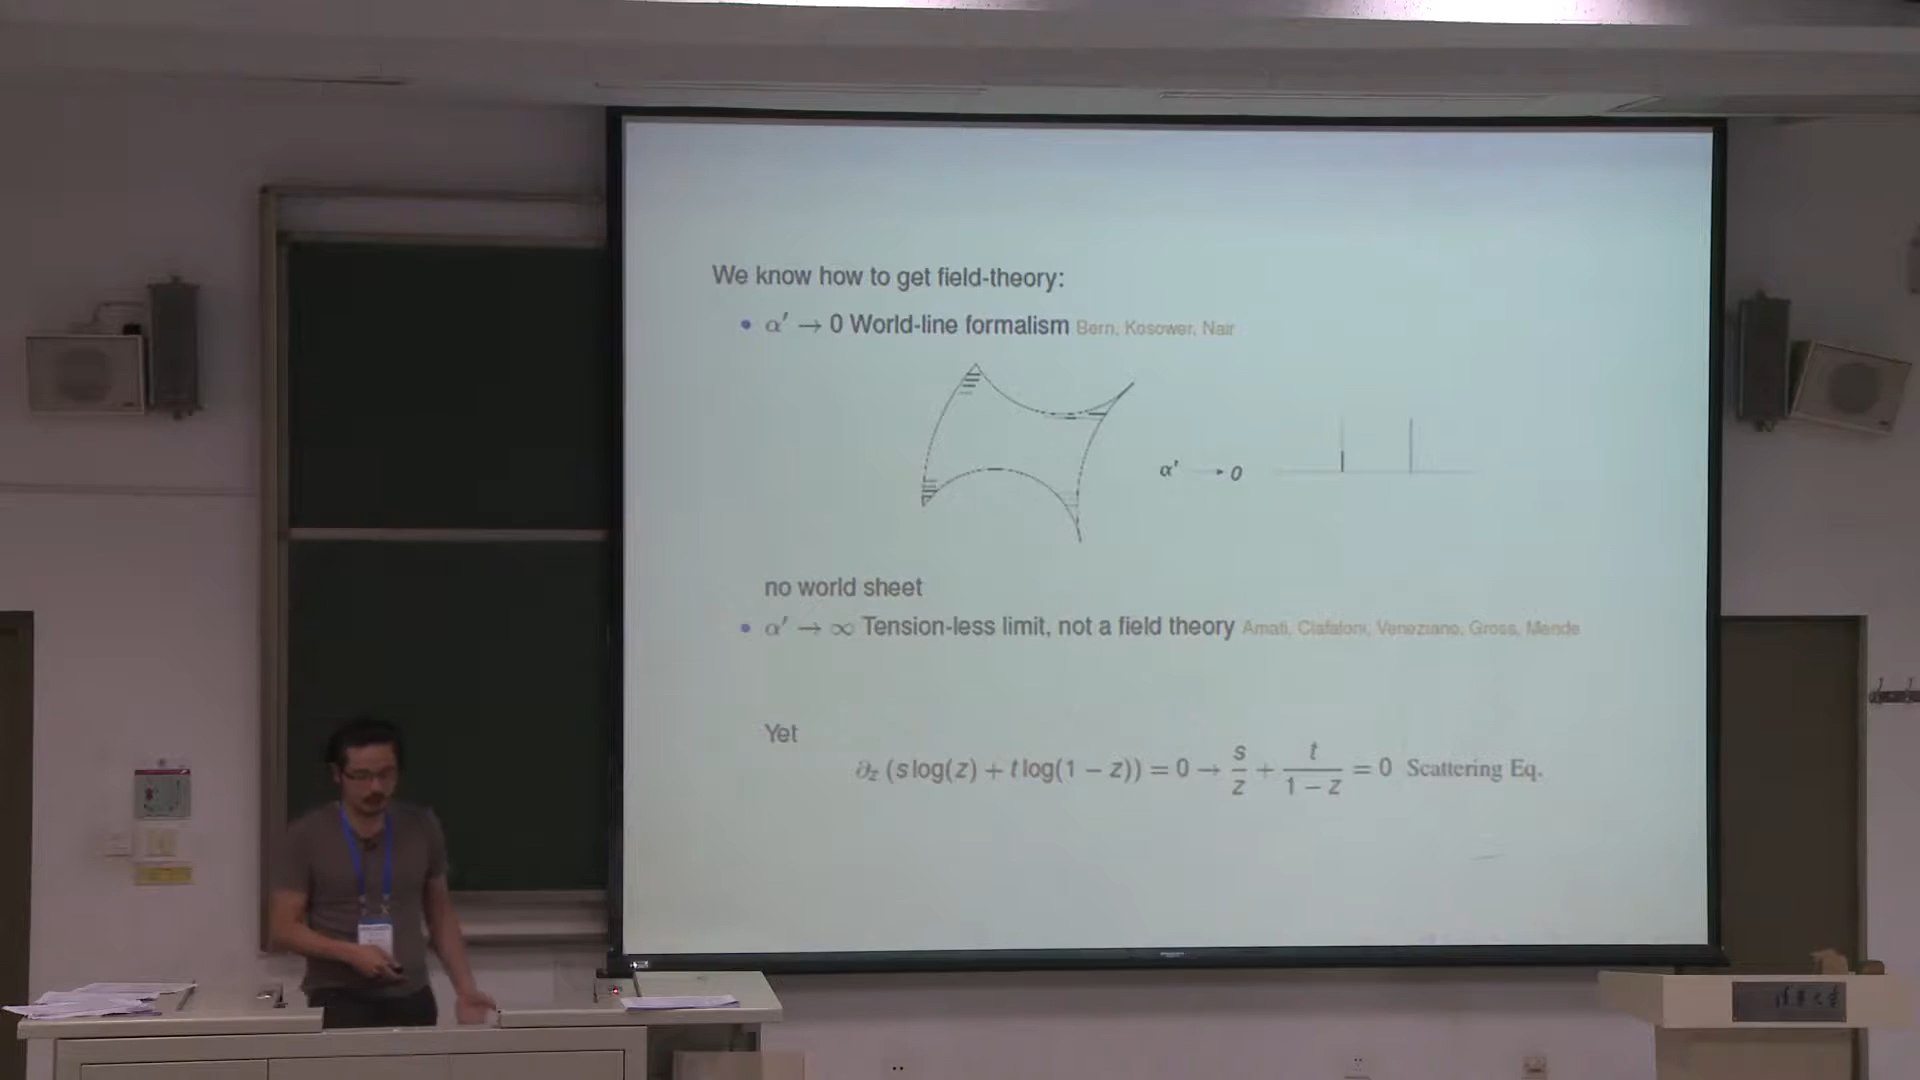 We know how to get field-theory:
• α′ → 0 World-line formalism Bern, Kosower, Nair
α′ → 0
no world sheet
• α′ → ∞ Tension-less limit, not a field theory Amati, Ciafaloni, Veneziano, Gross, Mende
Yet
∂z (s log(z) + t log(1 − z)) = 0 → s/z + t/(1 − z) = 0 Scattering Eq.